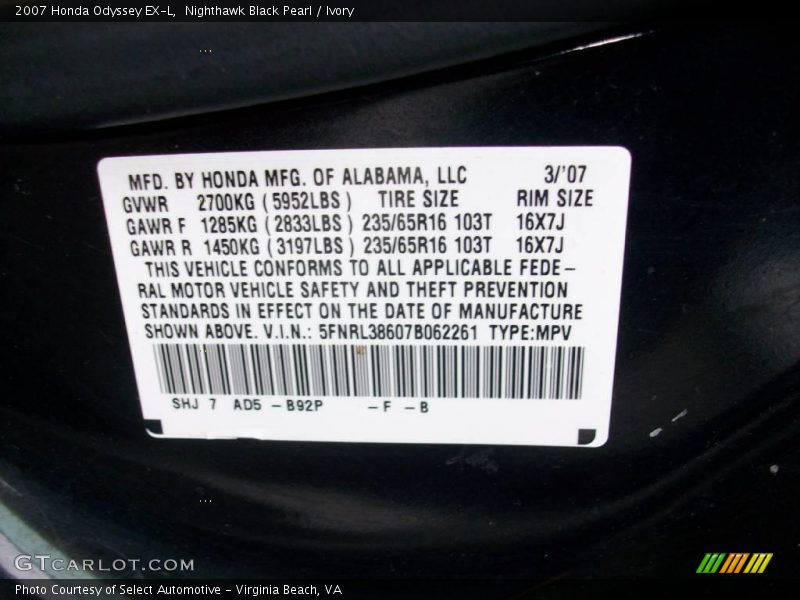 2007 Honda Odyssey EX-L, Nighthawk Black Pearl / Ivory
MFD. BY HONDA MFG. OF ALABAMA, LLC 3/'07
GVWR 2700KG (5952LBS) TIRE SIZE RIM SIZE
GAWR F 1285KG (2833LBS) 235/65R16 103T 16X7J
GAWR R 1450KG (3197LBS) 235/65R16 103T 16X7J
THIS VEHICLE CONFORMS TO ALL APPLICABLE FEDE-
RAL MOTOR VEHICLE SAFETY AND THEFT PREVENTION
STANDARDS IN EFFECT ON THE DATE OF MANUFACTURE
SHOWN ABOVE. V.I.N.: 5FNRL38607B062261 TYPE:MPV
SHJ 7 AD5 -B92P -F -B
GTCARLOT.COM
Photo Courtesy of Select Automotive - Virginia Beach, VA